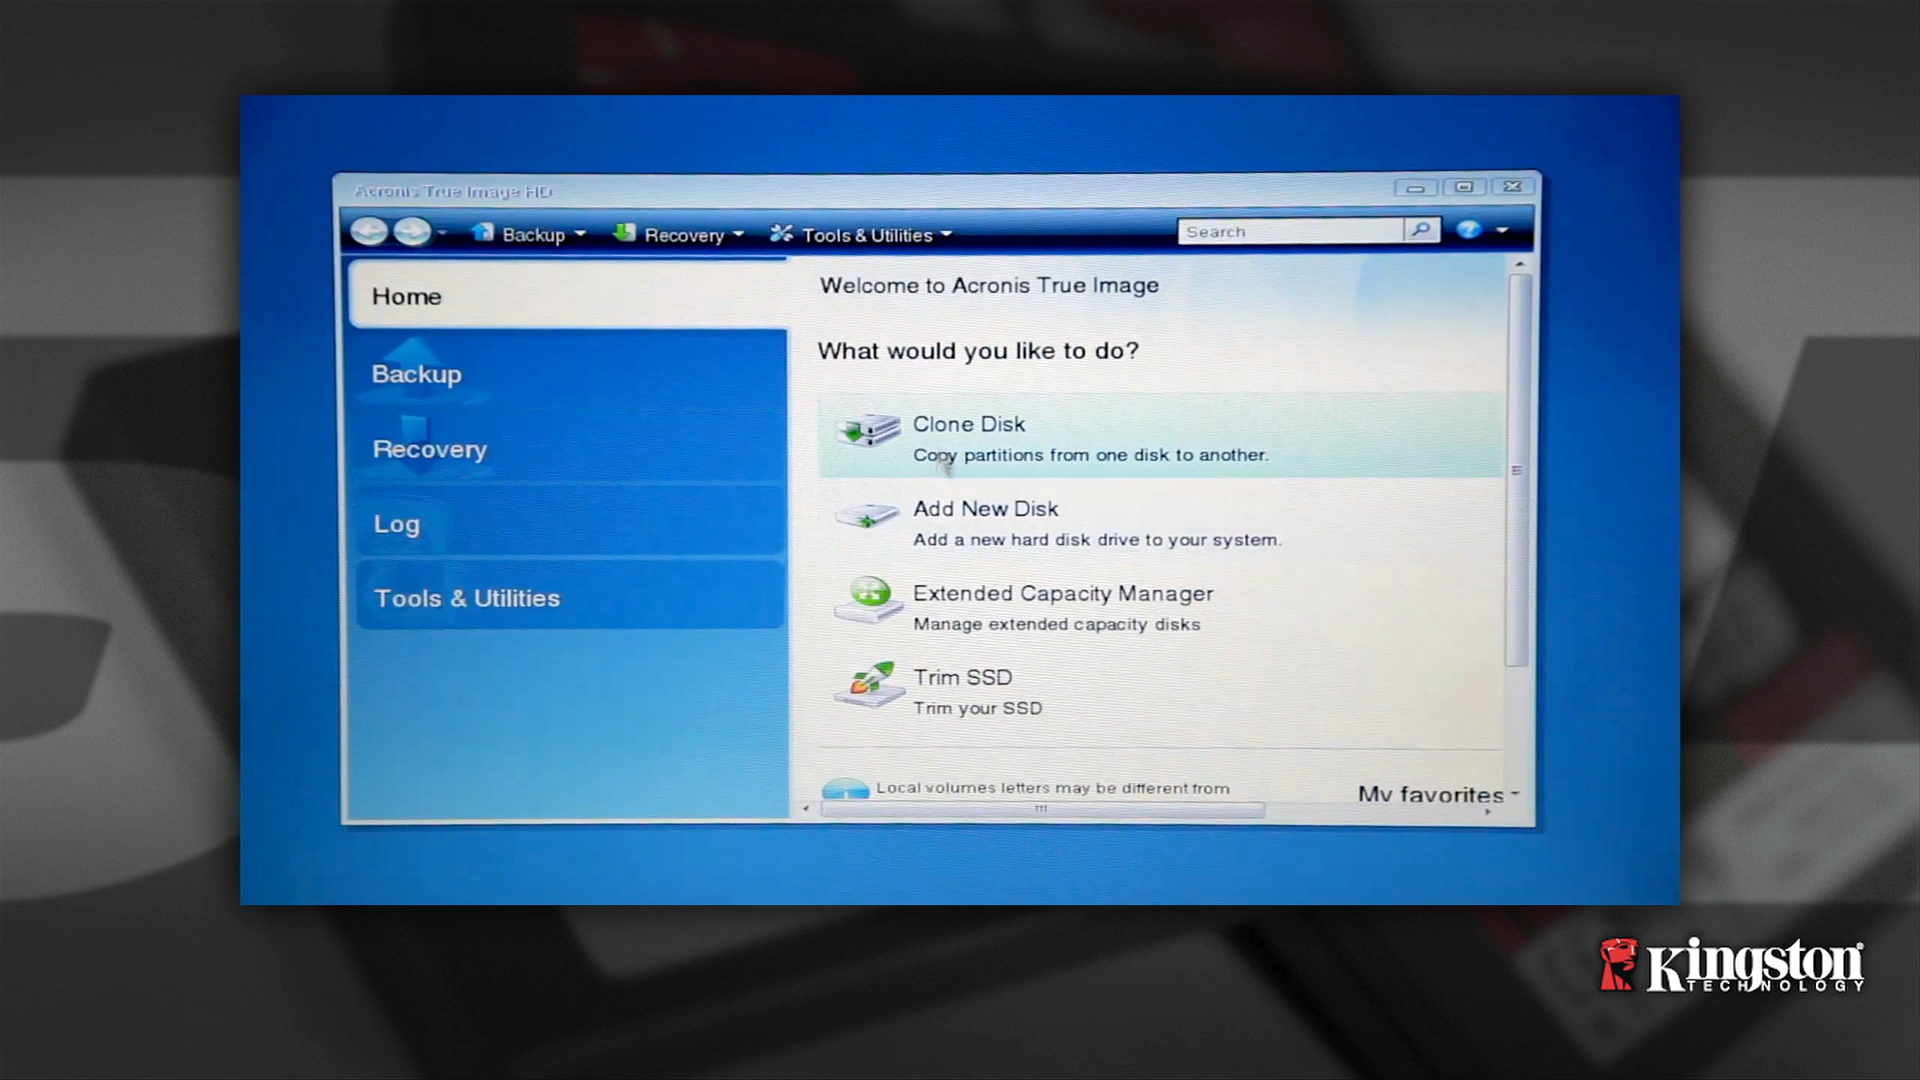 Acronis True Image HD
Backup
Recovery
Tools & Utilities
Search
Home
Backup
Recovery
Log
Tools & Utilities
Welcome to Acronis True Image
What would you like to do?
Clone Disk
Copy partitions from one disk to another.
Add New Disk
Add a new hard disk drive to your system.
Extended Capacity Manager
Manage extended capacity disks
Trim SSD
Trim your SSD
Local volumes letters may be different from
My favorites
Kingston®
TECHNOLOGY